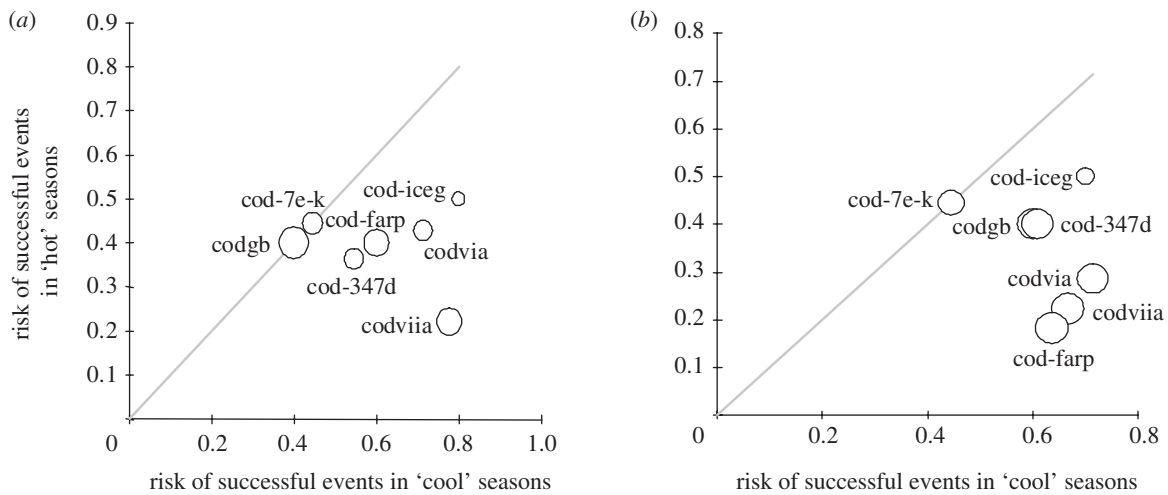 (a)
risk of successful events
in ‘hot’ seasons
0.9
0.8
0.7
0.6
0.5
0.4
0.3
0.2
0.1
0
0.2
0.4
0.6
0.8
1.0
cod-iceg
cod-7e-k
cod-farp
codgb
codvia
cod-347d
codviia
risk of successful events in ‘cool’ seasons
(b)
0.8
0.7
0.6
0.5
0.4
0.3
0.2
0.1
0
0.2
0.4
0.6
0.8
cod-iceg
cod-7e-k
codgb
cod-347d
codvia
codviia
cod-farp
risk of successful events in ‘cool’ seasons